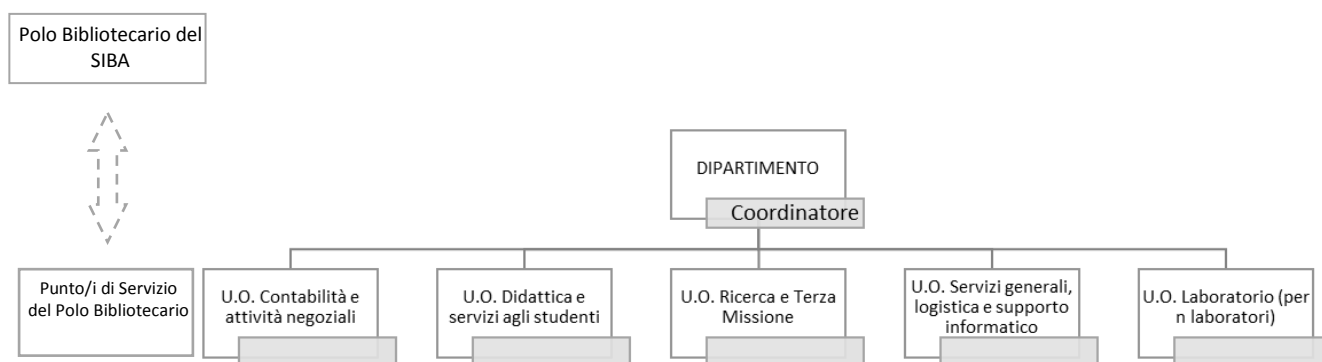 Polo Bibliotecario del
SIBA
DIPARTIMENTO
Coordinatore
Punto/i di Servizio
del Polo Bibliotecario
U.O. Contabilità e
attività negoziali
U.O. Didattica e
servizi agli studenti
U.O. Ricerca e Terza
Missione
U.O. Servizi generali,
logistica e supporto
informatico
U.O. Laboratorio (per
n laboratori)